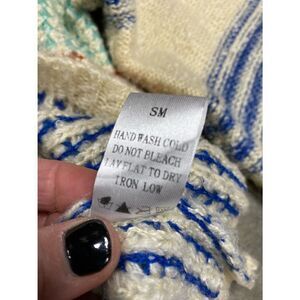 SM
HAND WASH COLD
DO NOT BLEACH
LAY FLAT TO DRY
IRON LOW